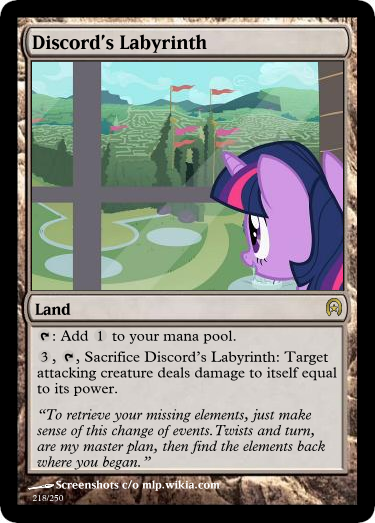 Discord's Labyrinth
Land
: Add 1 to your mana pool.
3, , Sacrifice Discord's Labyrinth: Target
attacking creature deals damage to itself equal
to its power.
“To retrieve your missing elements, just make
sense of this change of events. Twists and turn,
are my master plan, then find the elements back
where you began.”
Screenshots c/o mlp.wikia.com
218/250